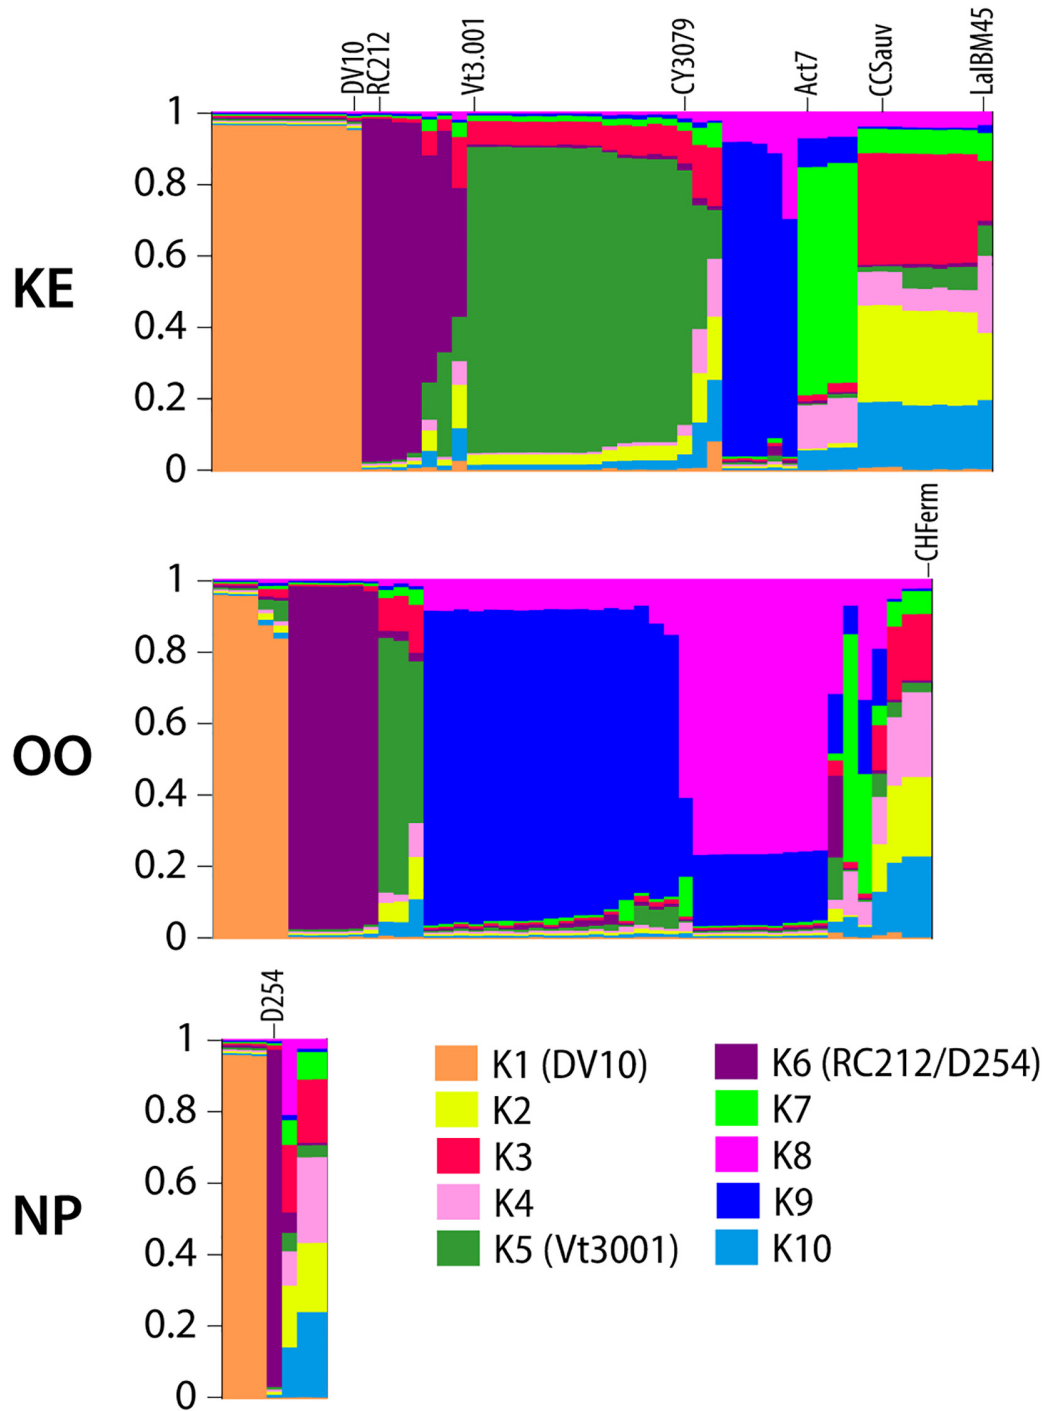 DV10
RC212
Vt3.001
CY3079
Act7
CCSauv
LalBM45
KE
1
0.8
0.6
0.4
0.2
0
CHFerm
OO
1
0.8
0.6
0.4
0.2
0
D254
NP
1
0.8
0.6
0.4
0.2
0
K1 (DV10)
K2
K3
K4
K5 (Vt3001)
K6 (RC212/D254)
K7
K8
K9
K10